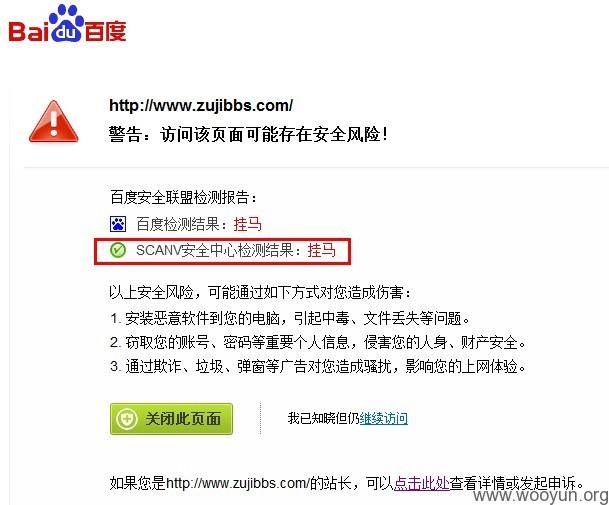 Baidu百度
http://www.zujibbs.com/
警告：访问该页面可能存在安全风险！
百度安全联盟检测报告：
百度检测结果：挂马
SCANV安全中心检测结果：挂马
以上安全风险，可能通过如下方式对您造成伤害：
1. 安装恶意软件到您的电脑，引起中毒、文件丢失等问题。
2. 窃取您的账号、密码等重要个人信息，侵害您的人身、财产安全。
3. 通过欺诈、垃圾、弹窗等广告对您造成骚扰，影响您的上网体验。
关闭此页面 我已知晓但仍继续访问
如果您是http://www.zujibbs.com/的站长，可以点击此处查看详情或发起申诉。
www.wooyun.org